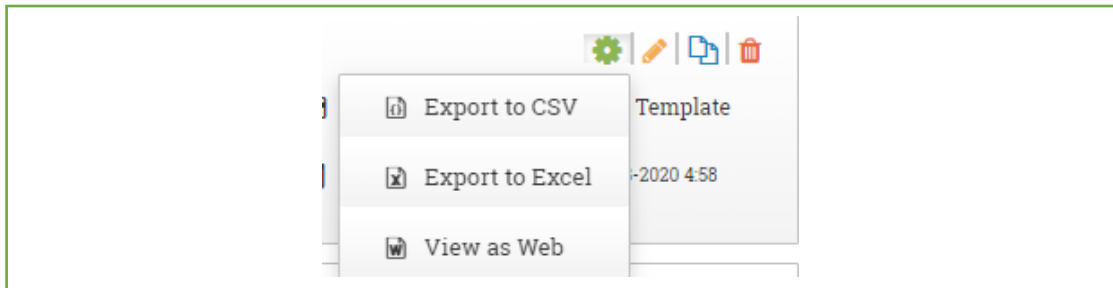 Export to CSV
Template
Export to Excel
-2020 4:58
View as Web